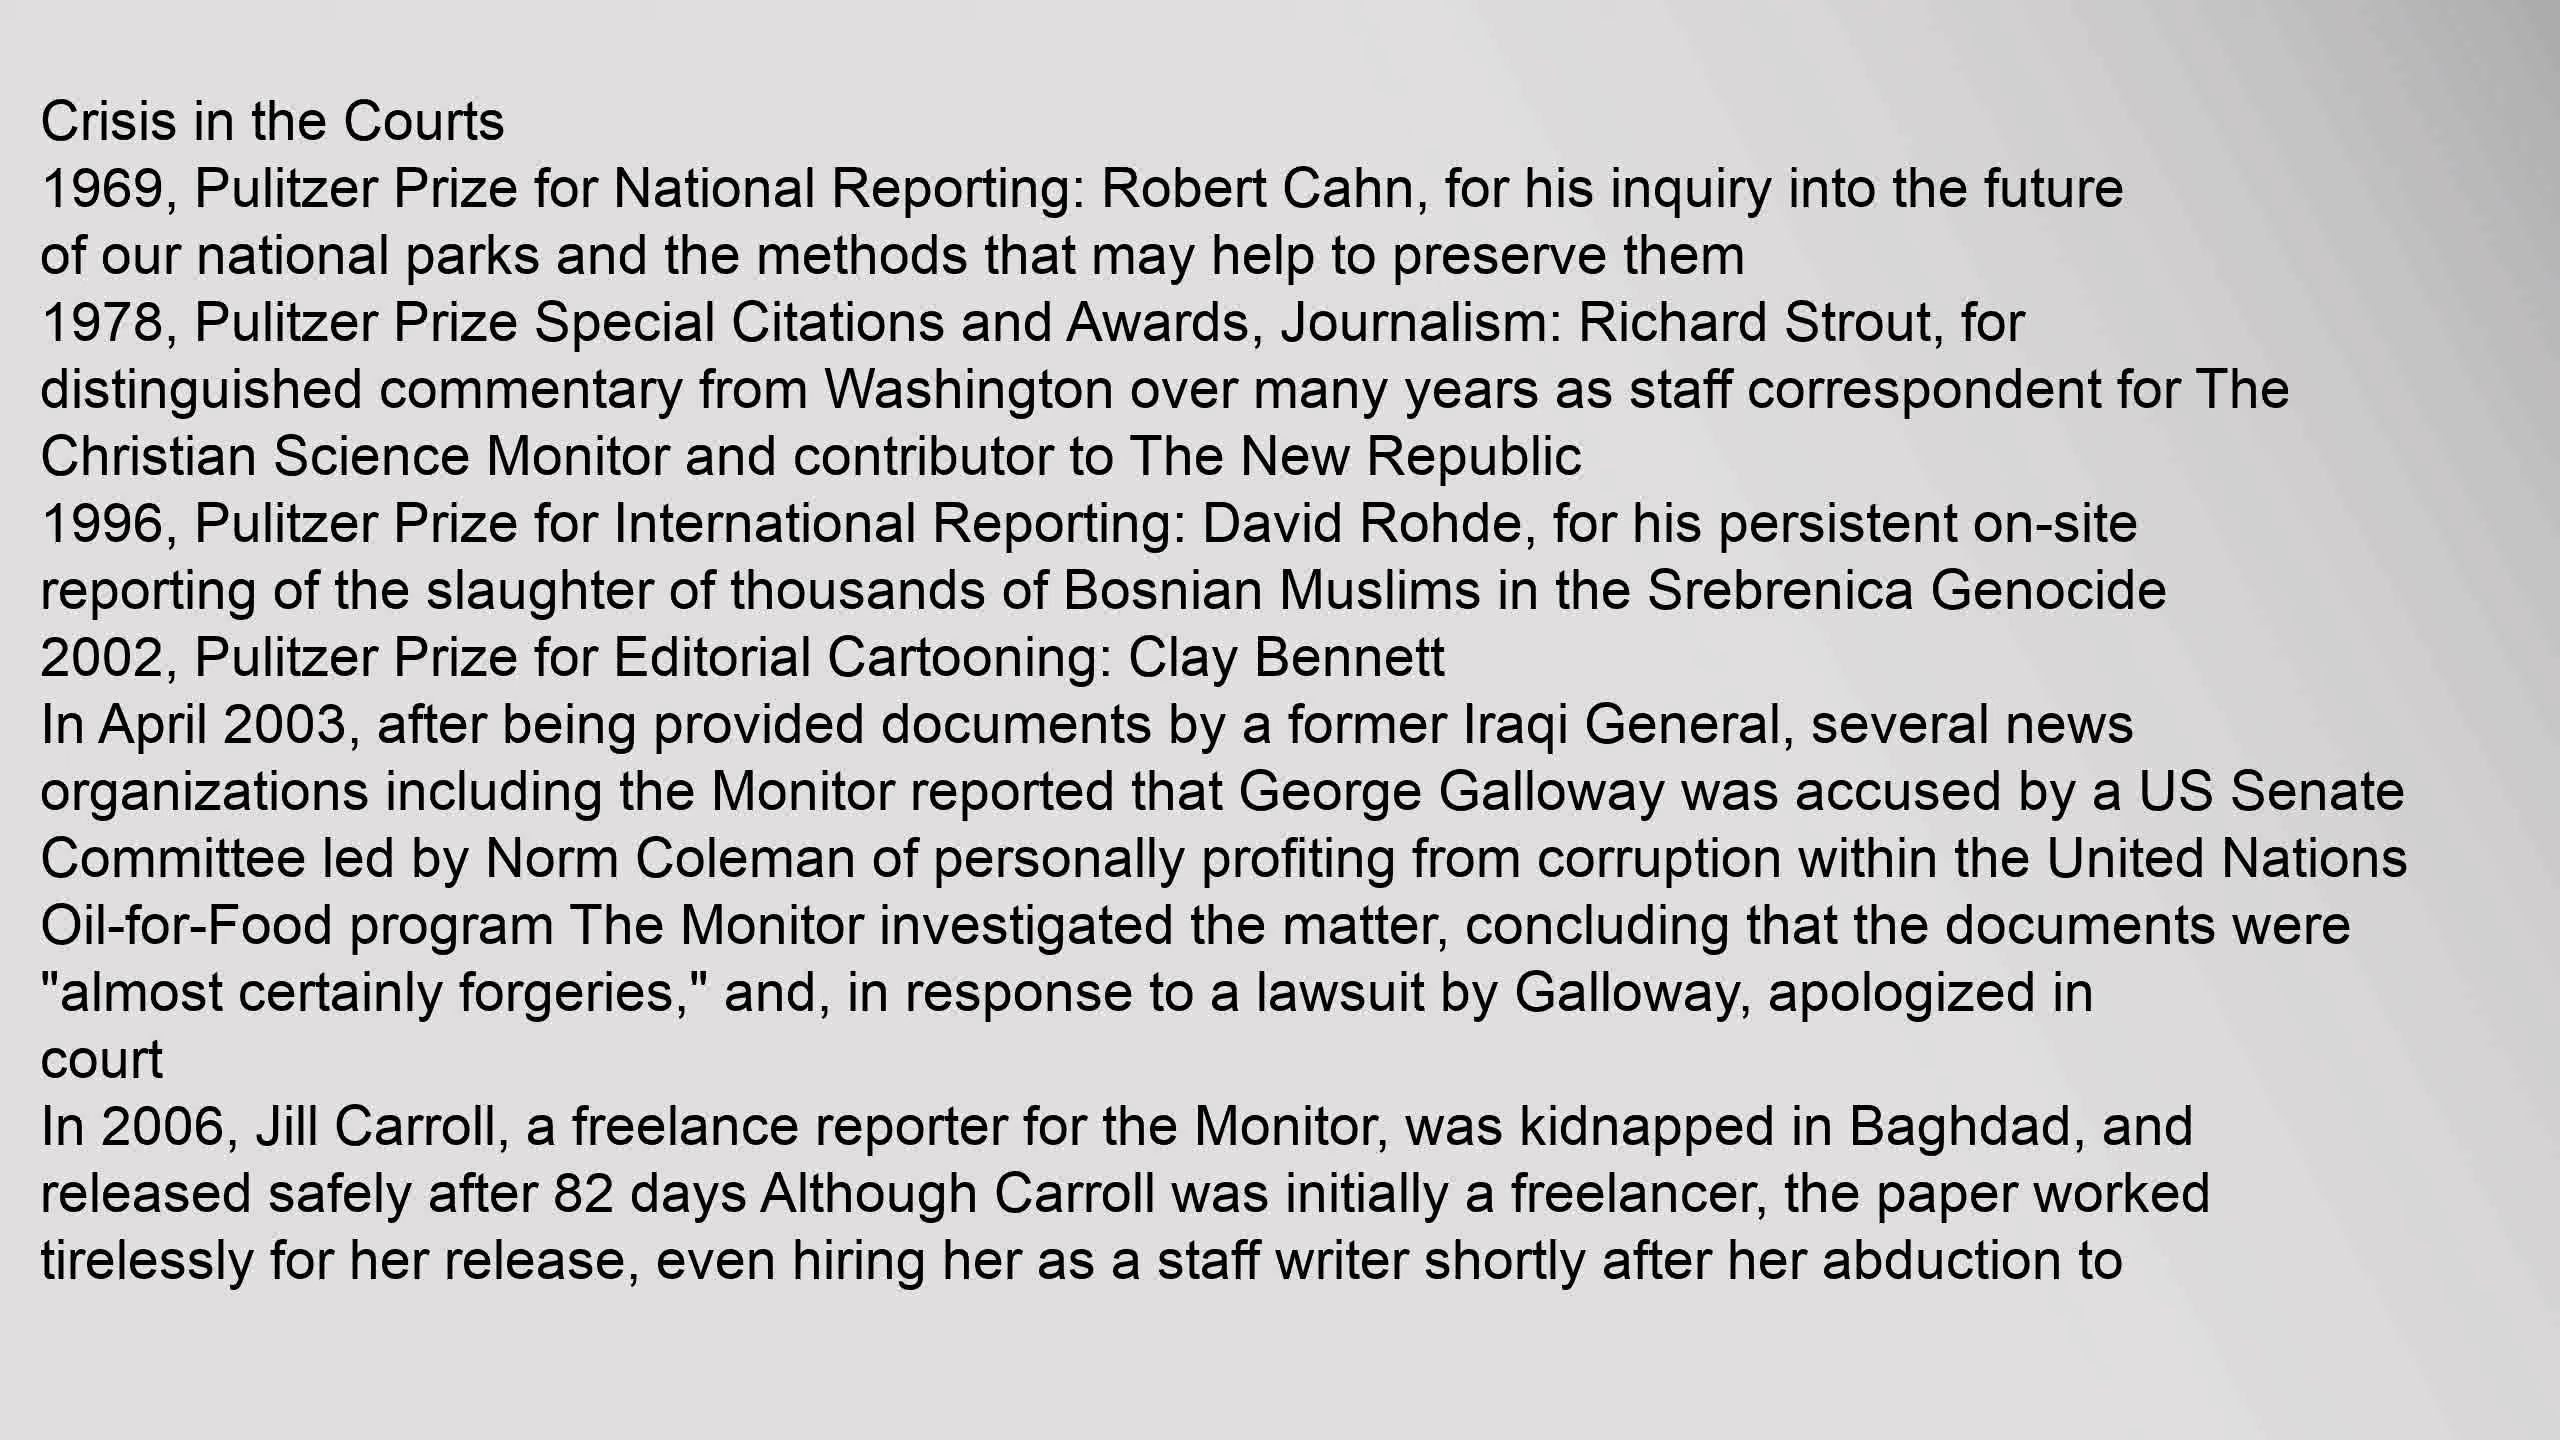 Crisis in the Courts
1969, Pulitzer Prize for National Reporting: Robert Cahn, for his inquiry into the future
of our national parks and the methods that may help to preserve them
1978, Pulitzer Prize Special Citations and Awards, Journalism: Richard Strout, for
distinguished commentary from Washington over many years as staff correspondent for The
Christian Science Monitor and contributor to The New Republic
1996, Pulitzer Prize for International Reporting: David Rohde, for his persistent on-site
reporting of the slaughter of thousands of Bosnian Muslims in the Srebrenica Genocide
2002, Pulitzer Prize for Editorial Cartooning: Clay Bennett
In April 2003, after being provided documents by a former Iraqi General, several news
organizations including the Monitor reported that George Galloway was accused by a US Senate
Committee led by Norm Coleman of personally profiting from corruption within the United Nations
Oil-for-Food program The Monitor investigated the matter, concluding that the documents were
"almost certainly forgeries," and, in response to a lawsuit by Galloway, apologized in
court
In 2006, Jill Carroll, a freelance reporter for the Monitor, was kidnapped in Baghdad, and
released safely after 82 days Although Carroll was initially a freelancer, the paper worked
tirelessly for her release, even hiring her as a staff writer shortly after her abduction to